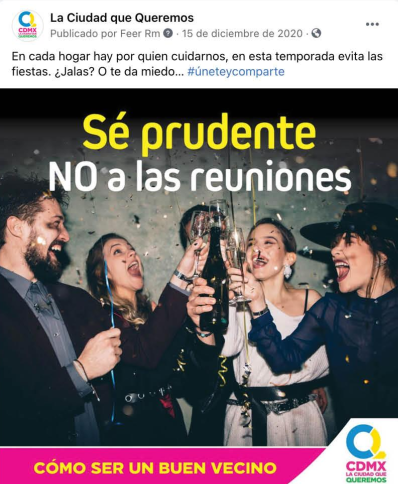 La Ciudad que Queremos
Publicado por Feer Rm · 15 de diciembre de 2020 ·
En cada hogar hay por quien cuidarnos, en esta temporada evita las
fiestas. ¿Jalas? O te da miedo... #úneteycomparte
Sé prudente
NO a las reuniones
CÓMO SER UN BUEN VECINO
CDMX
LA CIUDAD QUE
QUEREMOS